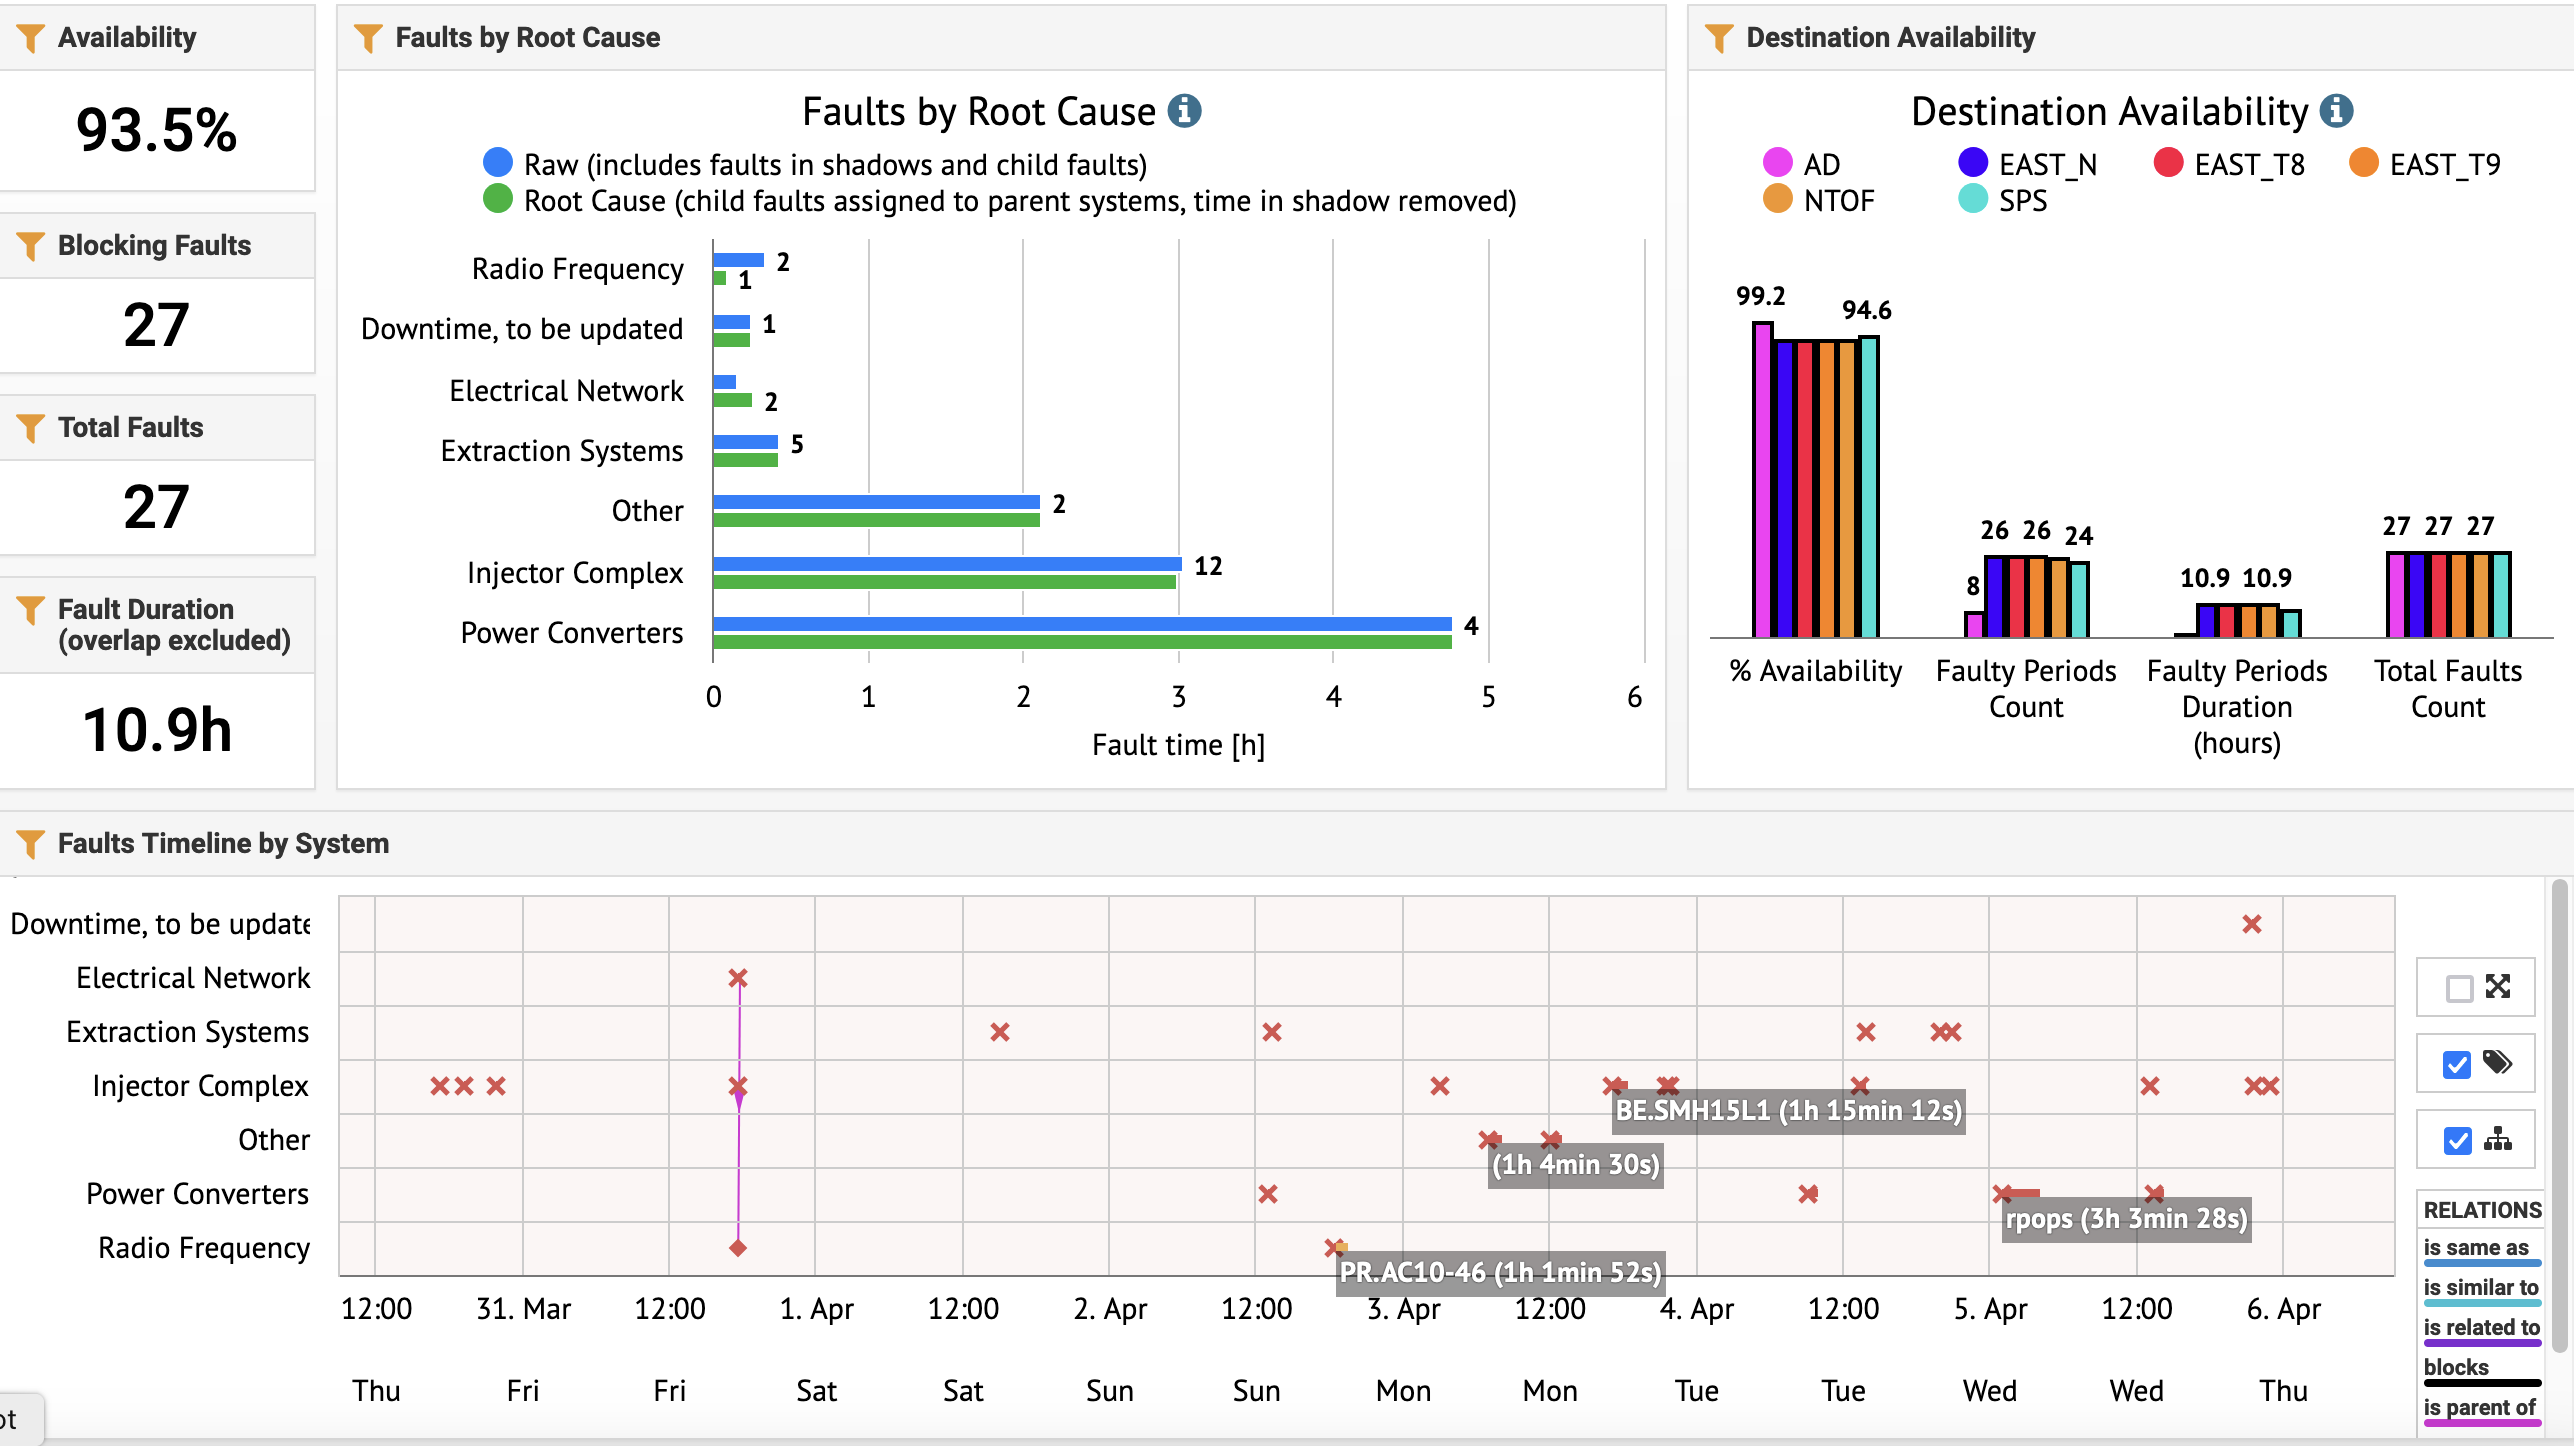 Availability
93.5%
Blocking Faults
27
Total Faults
27
Fault Duration
(overlap excluded)
10.9h
Faults by Root Cause
Faults by Root Cause
Raw (includes faults in shadows and child faults)
Root Cause (child faults assigned to parent systems, time in shadow removed)
Radio Frequency
2
1
Downtime, to be updated
1
Electrical Network
2
Extraction Systems
5
Other
2
Injector Complex
12
Power Converters
4
0 1 2 3 4 5 6
Fault time [h]
Destination Availability
Destination Availability
AD EAST_N EAST_T8 EAST_T9
NTOF SPS
99.2 94.6
8 26 26 24
10.9 10.9
27 27 27
% Availability
Faulty Periods
Count
Faulty Periods
Duration
(hours)
Total Faults
Count
Faults Timeline by System
Downtime, to be update
Electrical Network
Extraction Systems
Injector Complex
BE.SMH15L1 (1h 15min 12s)
Other
(1h 4min 30s)
Power Converters
rpops (3h 3min 28s)
Radio Frequency
PR.AC10-46 (1h 1min 52s)
12:00 31. Mar 12:00 1. Apr 12:00 2. Apr 12:00 3. Apr 12:00 4. Apr 12:00 5. Apr 12:00 6. Apr
Thu Fri Fri Sat Sat Sun Sun Mon Mon Tue Tue Wed Wed Thu
RELATIONS
is same as
is similar to
is related to
blocks
is parent of
ot